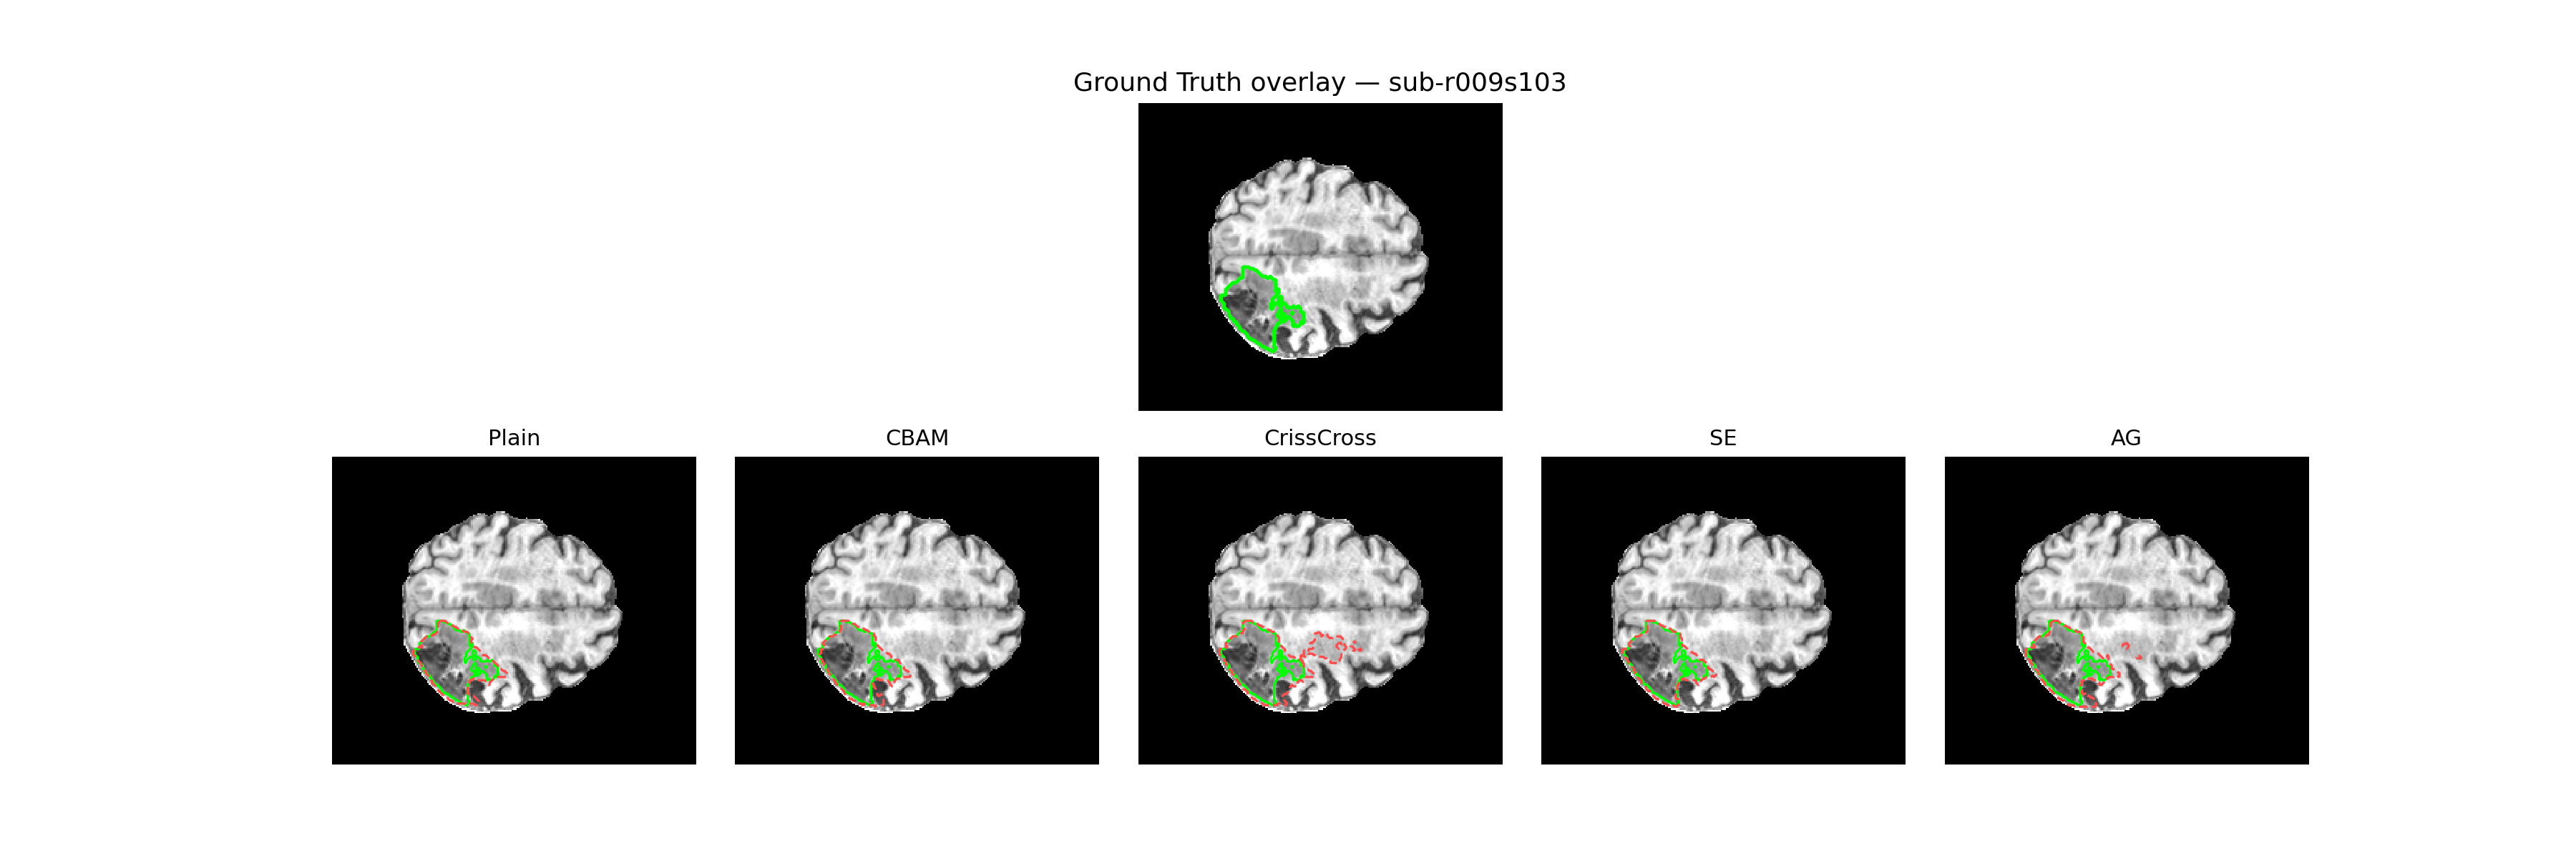 Ground Truth overlay — sub-r009s103
Plain
CBAM
CrissCross
SE
AG